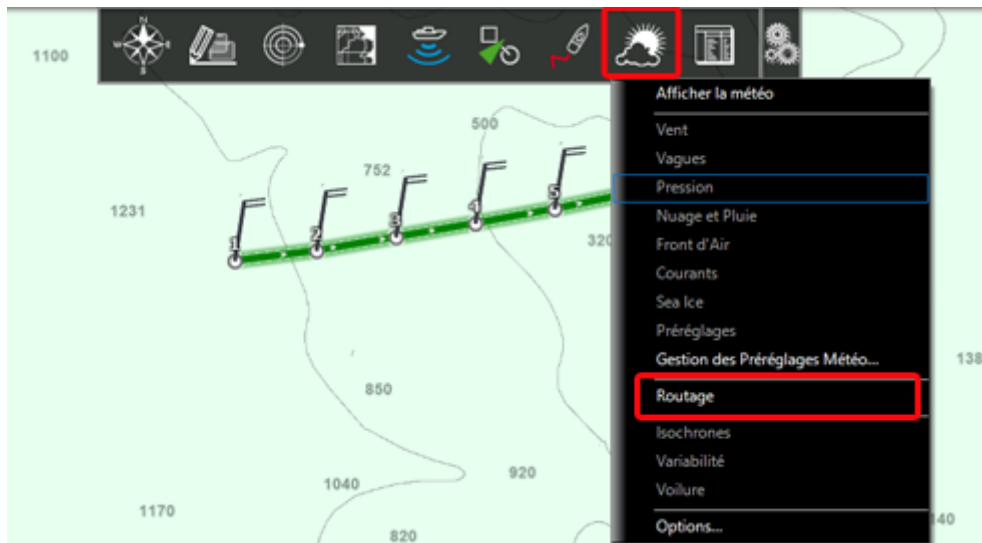 N
W
E
S
1100
500
752
1231
1
2
3
4
5
320
850
920
1040
1170
820
138
140
Afficher la météo
Vent
Vagues
Pression
Nuage et Pluie
Front d'Air
Courants
Sea Ice
Préréglages
Gestion des Préréglages Météo...
Routage
Isochrones
Variabilité
Voilure
Options...